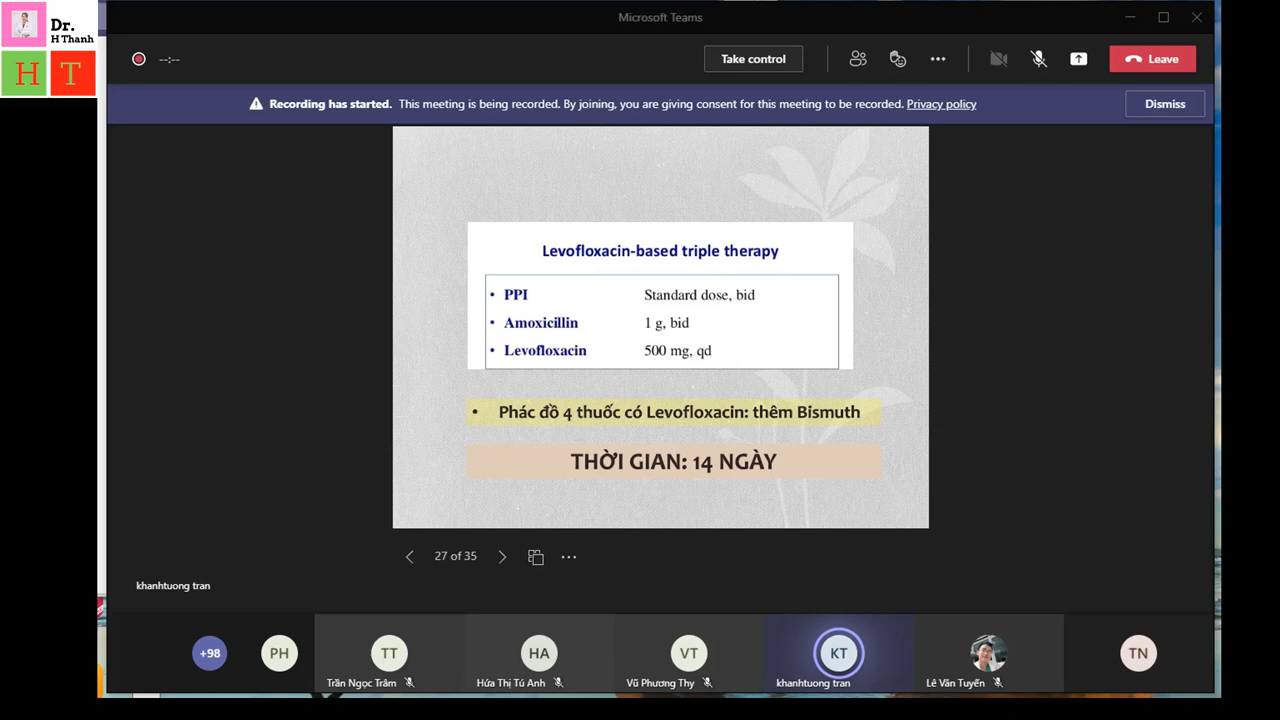 Dr.
H Thanh
H T
Microsoft Teams
--:--
Take control
Leave
Recording has started. This meeting is being recorded. By joining, you are giving consent for this meeting to be recorded. Privacy policy
Dismiss
Levofloxacin-based triple therapy
• PPI Standard dose, bid
• Amoxicillin 1 g, bid
• Levofloxacin 500 mg, qd
• Phác đồ 4 thuốc có Levofloxacin: thêm Bismuth
THỜI GIAN: 14 NGÀY
27 of 35
khanhtuong tran
+98
PH
TT
HA
VT
KT
TN
Trần Ngọc Trâm
Hứa Thị Tú Anh
Vũ Phương Thy
khanhtuong tran
Lê Văn Tuyến